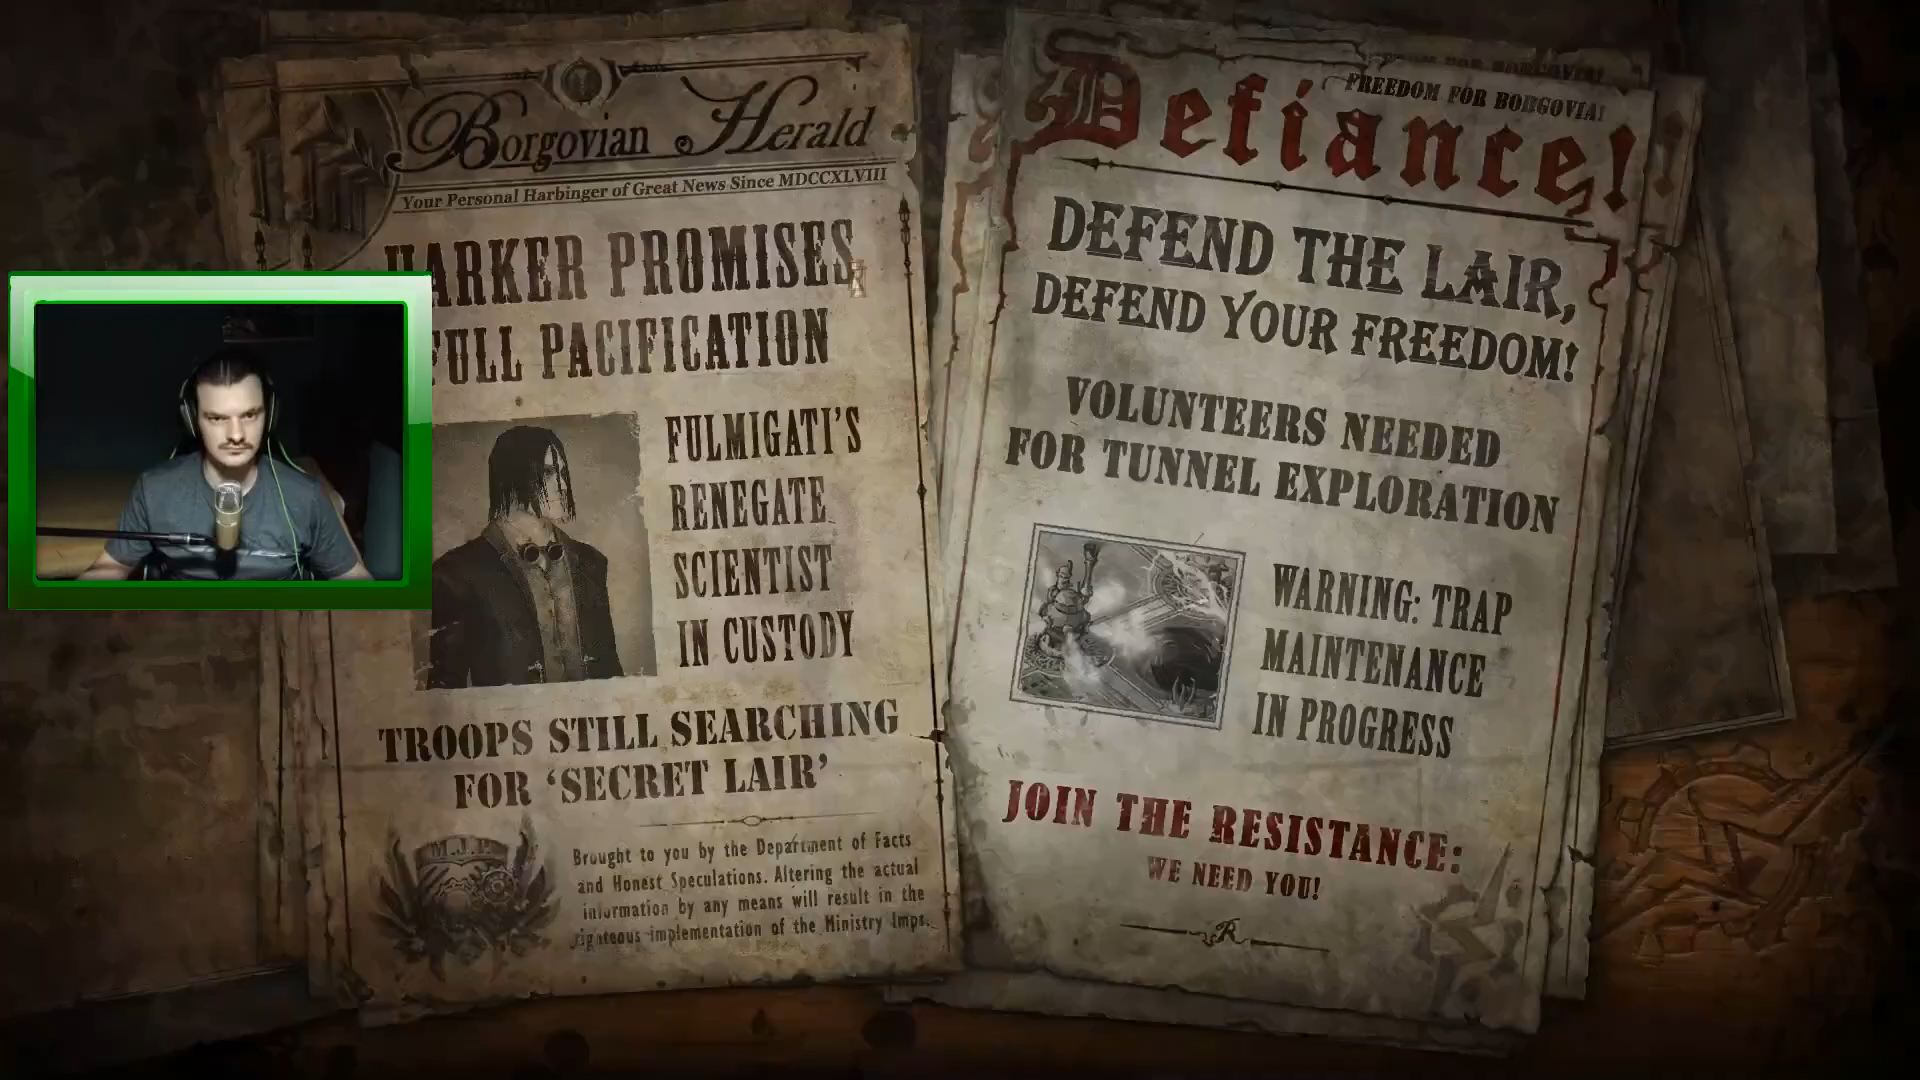 Borgovian Herald
Your Personal Harbinger of Great News Since MDCCXLVIII
HARKER PROMISES
FULL PACIFICATION
FULMIGATI'S
RENEGATE
SCIENTIST
IN CUSTODY
TROOPS STILL SEARCHING
FOR 'SECRET LAIR'
Brought to you by the Department of Facts
and Honest Speculations. Altering the actual
information by any means will result in the
righteous implementation of the Ministry Imps.
FREEDOM FOR BORGOVIA!
Defiance!
DEFEND THE LAIR,
DEFEND YOUR FREEDOM!
VOLUNTEERS NEEDED
FOR TUNNEL EXPLORATION
WARNING: TRAP
MAINTENANCE
IN PROGRESS
JOIN THE RESISTANCE:
WE NEED YOU!
R